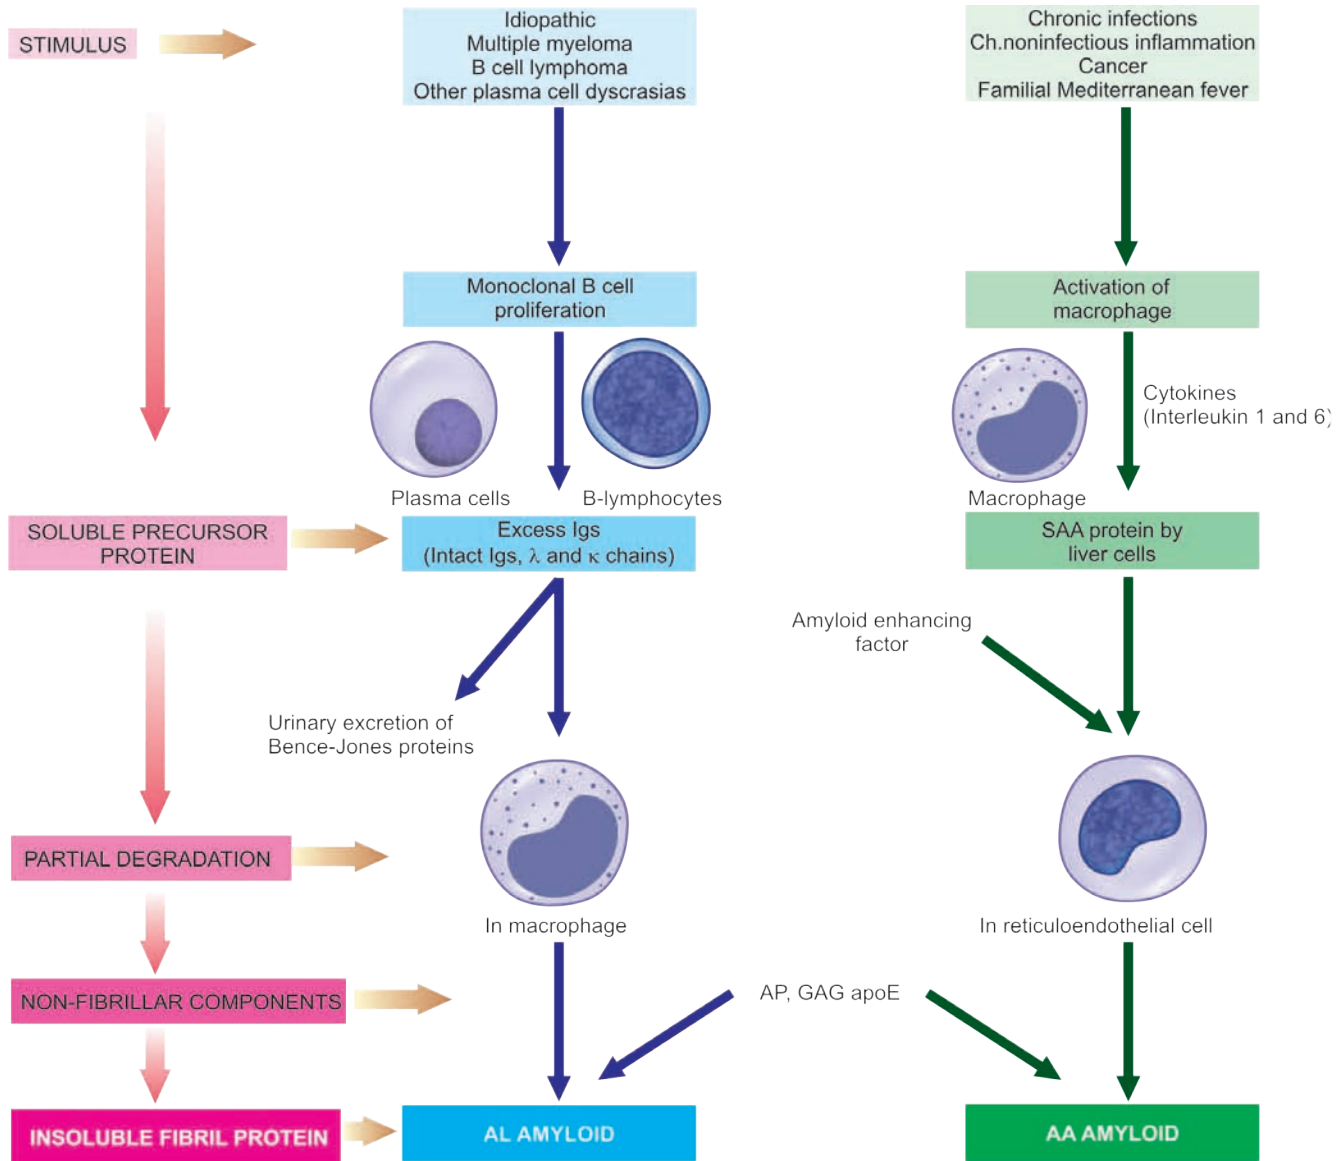 STIMULUS
Idiopathic
Multiple myeloma
B cell lymphoma
Other plasma cell dyscrasias
Chronic infections
Ch.noninfectious inflammation
Cancer
Familial Mediterranean fever
Monoclonal B cell
proliferation
Activation of
macrophage
Cytokines
(Interleukin 1 and 6)
Plasma cells
B-lymphocytes
Macrophage
SOLUBLE PRECURSOR
PROTEIN
Excess Igs
(Intact Igs, λ and κ chains)
SAA protein by
liver cells
Amyloid enhancing
factor
Urinary excretion of
Bence-Jones proteins
PARTIAL DEGRADATION
In macrophage
In reticuloendothelial cell
NON-FIBRILLAR COMPONENTS
AP, GAG apoE
INSOLUBLE FIBRIL PROTEIN
AL AMYLOID
AA AMYLOID